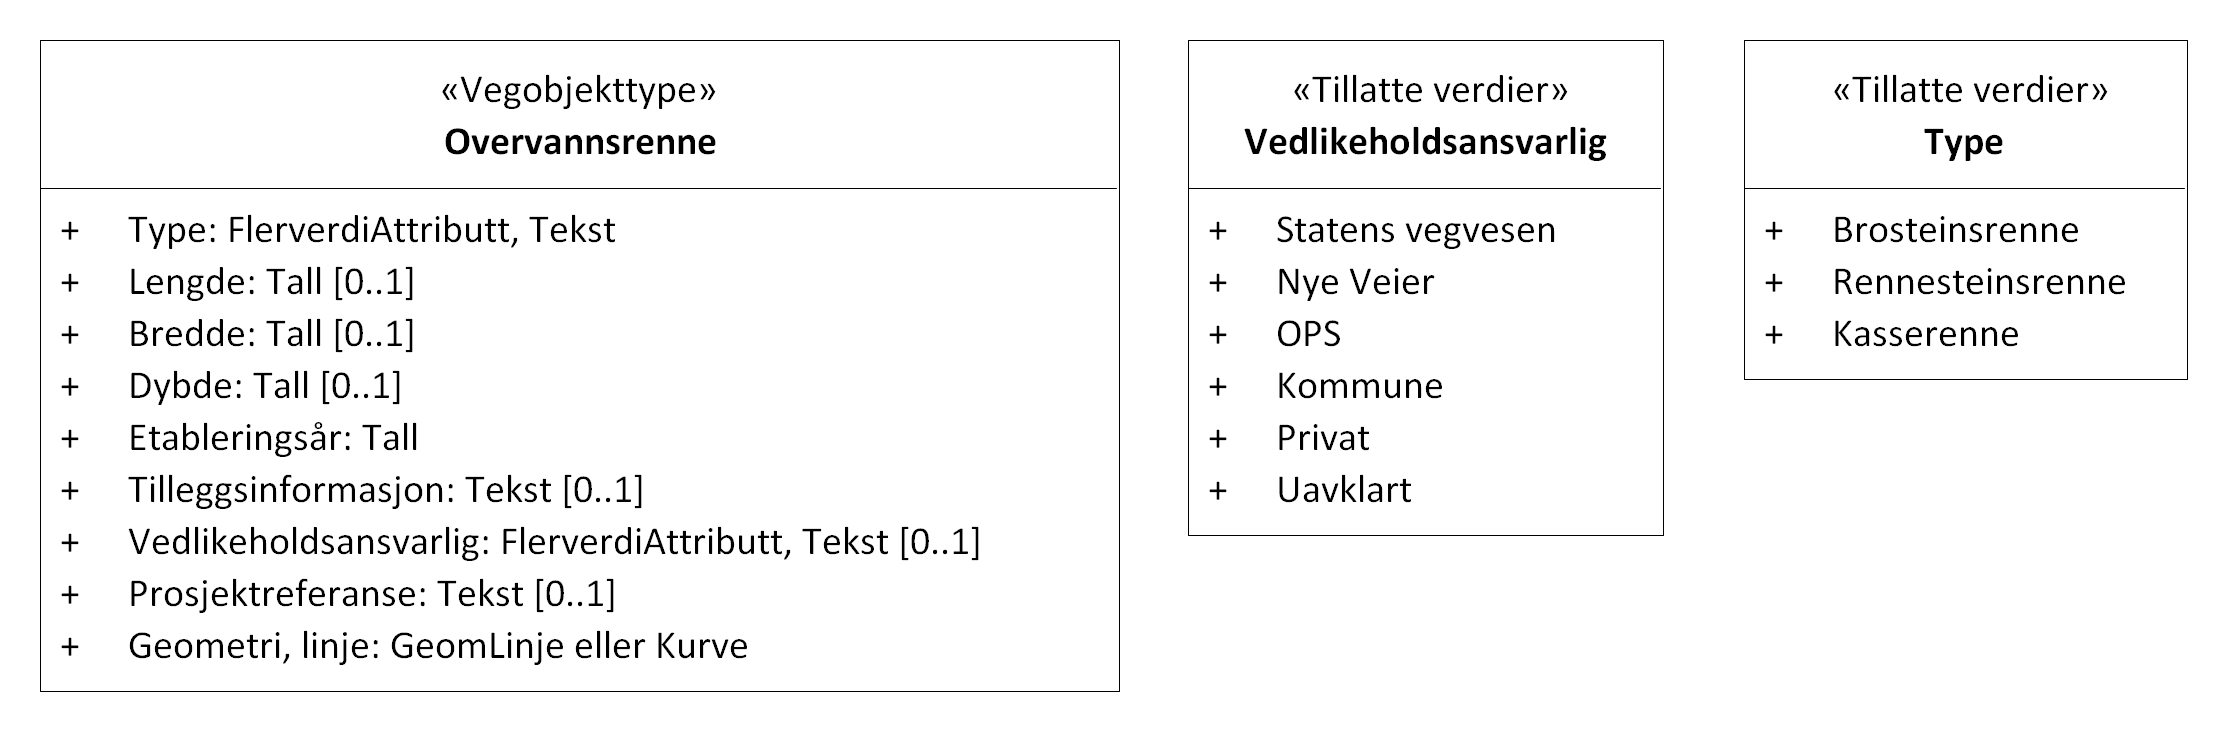 «Vegobjekttype»
Overvannsrenne
+ Type: FlerverdiAttributt, Tekst
+ Lengde: Tall [0..1]
+ Bredde: Tall [0..1]
+ Dybde: Tall [0..1]
+ Etableringsår: Tall
+ Tilleggsinformasjon: Tekst [0..1]
+ Vedlikeholdsansvarlig: FlerverdiAttributt, Tekst [0..1]
+ Prosjektreferanse: Tekst [0..1]
+ Geometri, linje: GeomLinje eller Kurve
«Tillatte verdier»
Vedlikeholdsansvarlig
+ Statens vegvesen
+ Nye Veier
+ OPS
+ Kommune
+ Privat
+ Uavklart
«Tillatte verdier»
Type
+ Brosteinsrenne
+ Rennesteinsrenne
+ Kasserenne